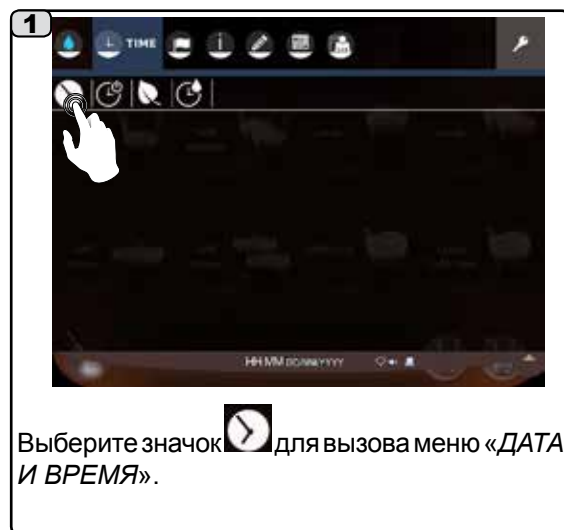 1
TIME
HH:MM DD/MM/YYYY
Выберите значок для вызова меню «ДАТА
И ВРЕМЯ».